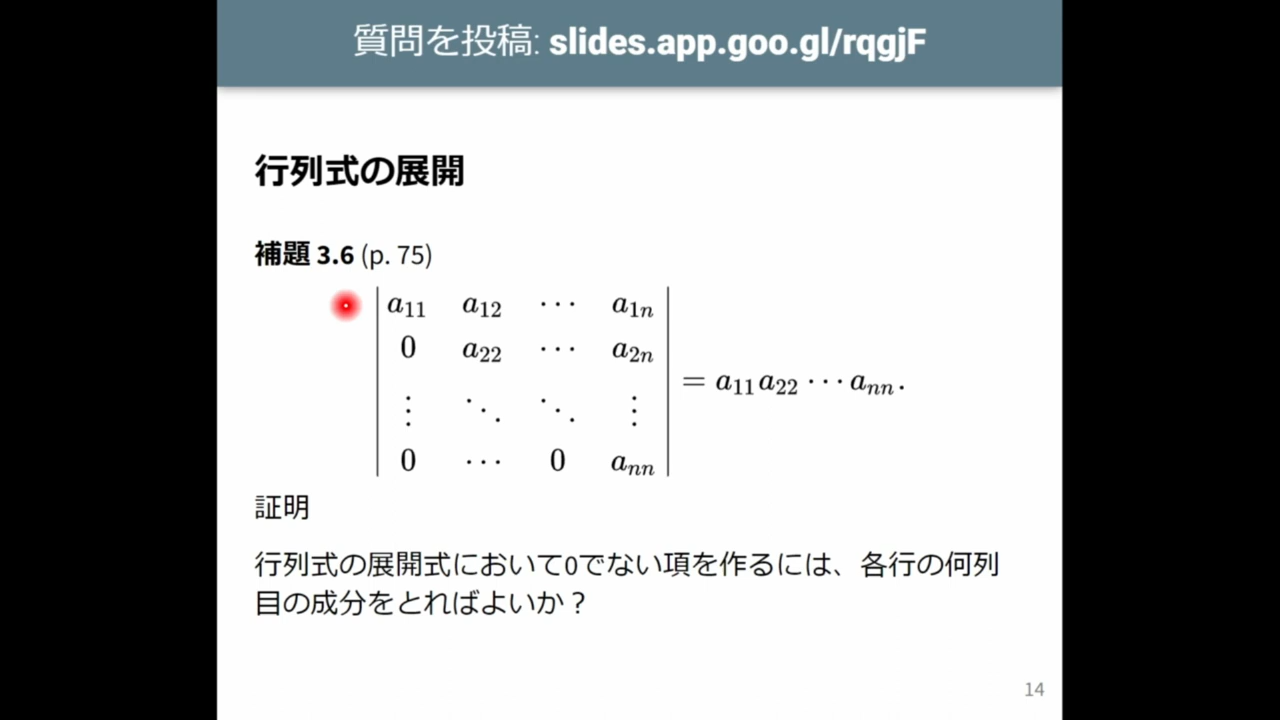 質問を投稿: slides.app.goo.gl/rqgjF
行列式の展開
補題 3.6 (p. 75)
a₁₁ a₁₂ ⋯ a₁ₙ
0 a₂₂ ⋯ a₂ₙ
= a₁₁a₂₂ ⋯ aₙₙ.
⋮ ⋱ ⋱ ⋮
0 ⋯ 0 aₙₙ
証明
行列式の展開式において0でない項を作るには、各行の何列
目の成分をとればよいか？
14